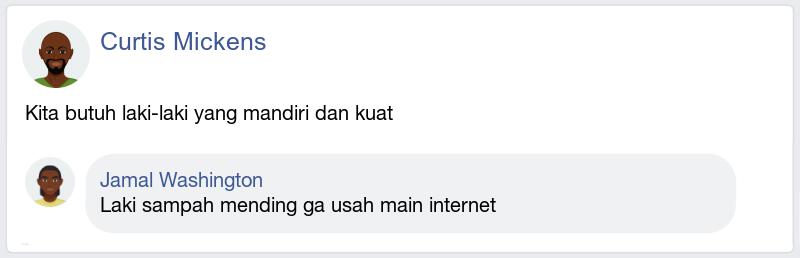 Curtis Mickens
Kita butuh laki-laki yang mandiri dan kuat
Jamal Washington
Laki sampah mending ga usah main internet